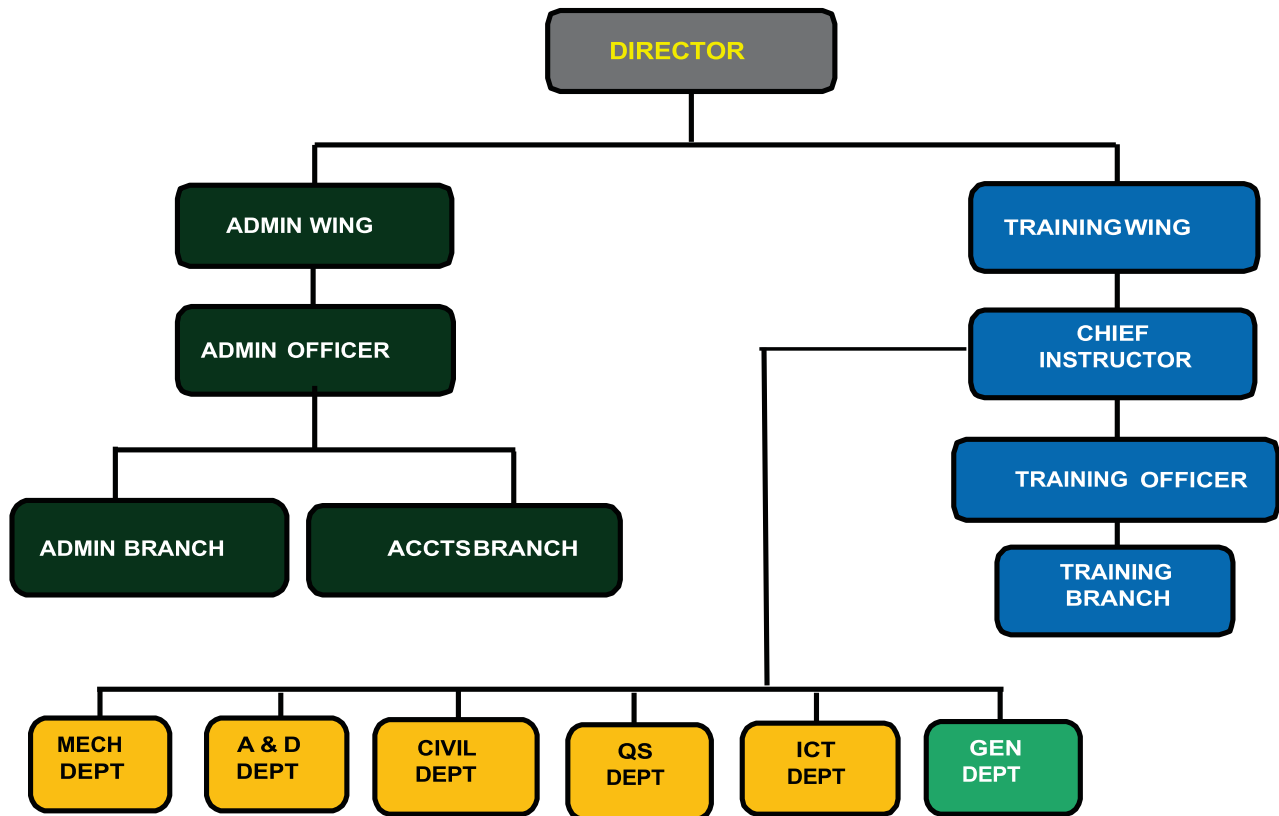 DIRECTOR
ADMIN WING
TRAININGWING
ADMIN OFFICER
CHIEF
INSTRUCTOR
TRAINING OFFICER
ADMIN BRANCH
ACCTSBRANCH
TRAINING
BRANCH
MECH
DEPT
A & D
DEPT
CIVIL
DEPT
QS
DEPT
ICT
DEPT
GEN
DEPT